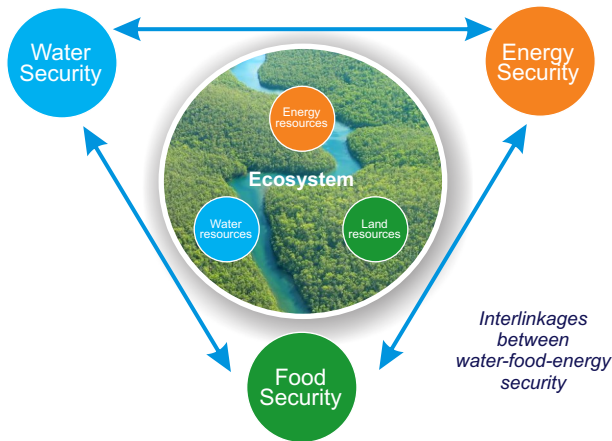 Water
Security
Energy
Security
Energy
resources
Ecosystem
Water
resources
Land
resources
Food
Security
Interlinkages
between
water-food-energy
security